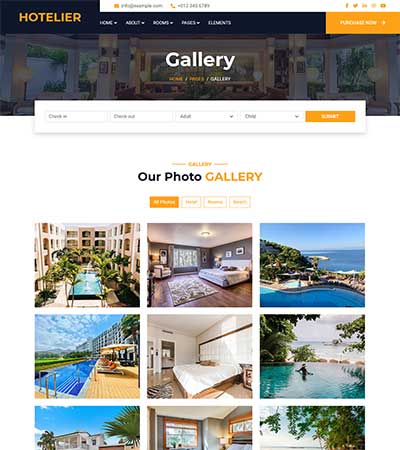 HOTELIER
info@example.com
+012 345 6789
HOME ABOUT ROOMS PAGES ELEMENTS
PURCHASE NOW
Gallery
HOME / PAGES / GALLERY
Check in Check out Adult Child SUBMIT
GALLERY
Our Photo GALLERY
All Photos Hotel Rooms Beach